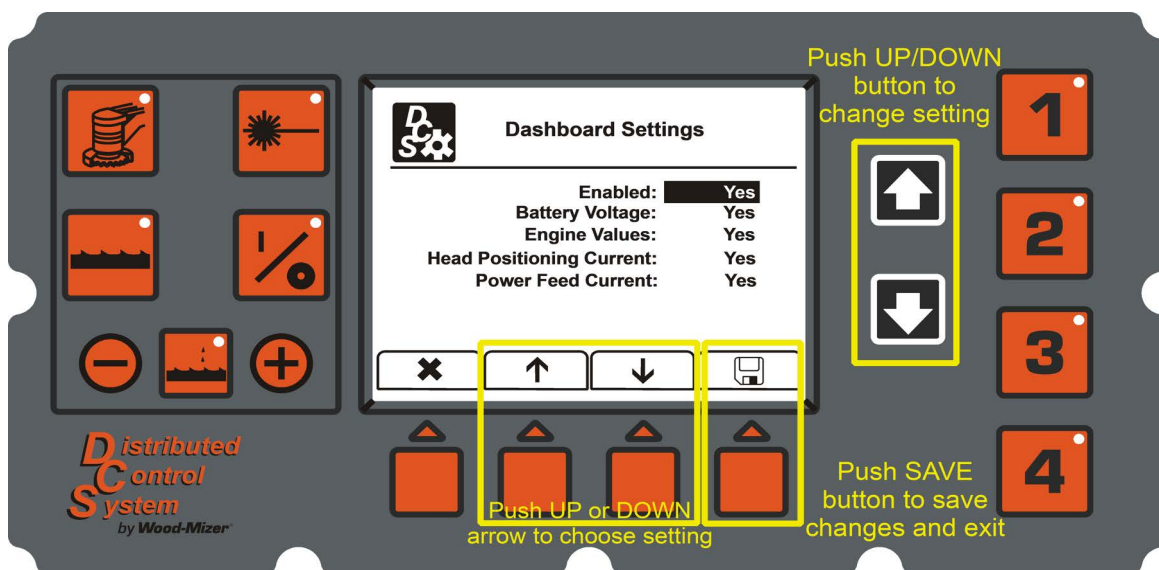 Push UP/DOWN
button to
change setting
DCS
Dashboard Settings
Enabled: Yes
Battery Voltage: Yes
Engine Values: Yes
Head Positioning Current: Yes
Power Feed Current: Yes
1
2
3
4
Distributed
Control
System
by Wood-Mizer
Push UP or DOWN
arrow to choose setting
Push SAVE
button to save
changes and exit